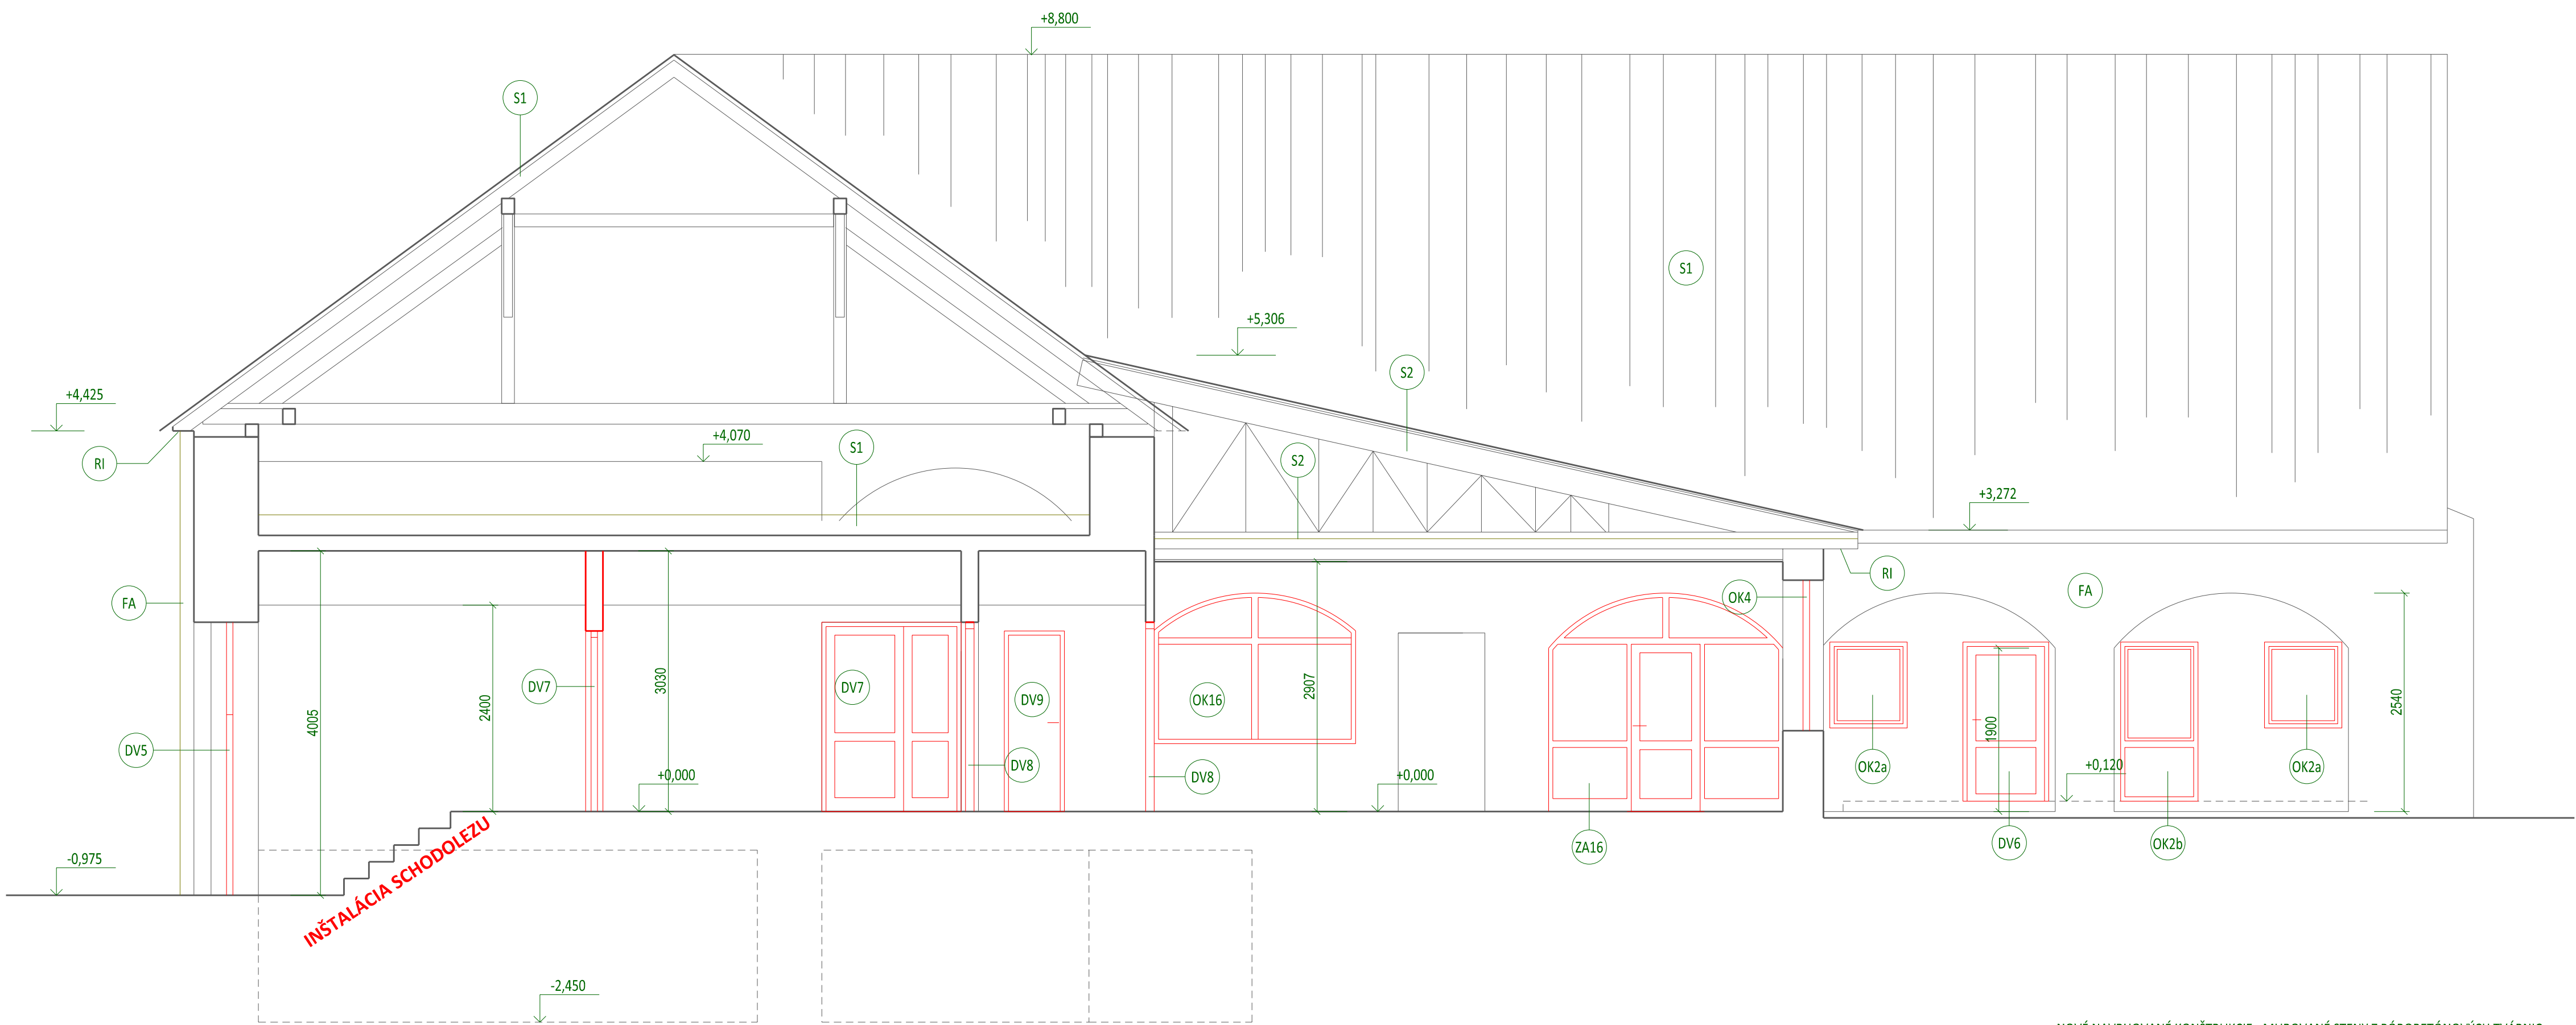 +8,800
S1
S1
+5,306
S2
+4,425
+4,070
S1
S2
RI
+3,272
RI
FA
OK4
FA
DV7
DV7
DV9
OK16
2400
3030
2907
4005
1900
2540
DV5
DV8
DV8
OK2a
OK2a
+0,000
+0,000
+0,120
ZA16
DV6
OK2b
-0,975
INŠTALÁCIA SCHODOLEZU
-2,450